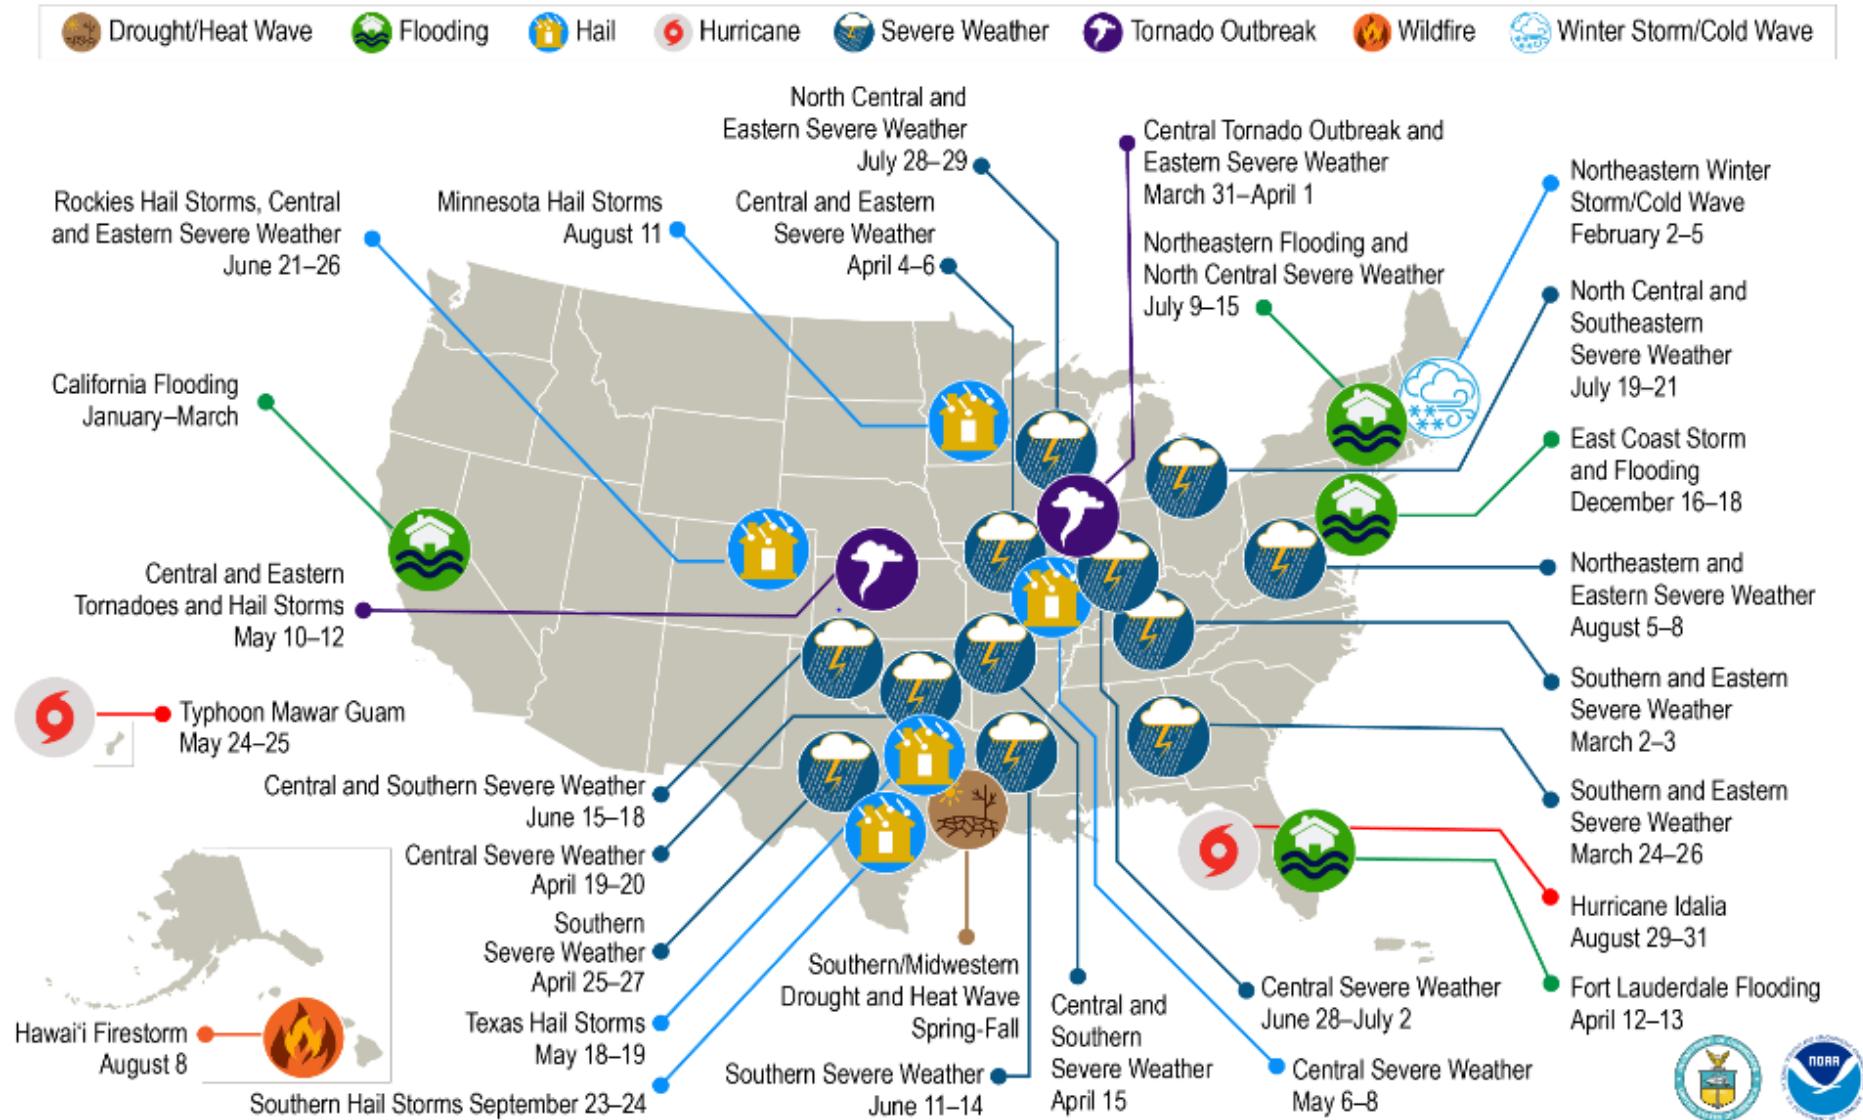 Drought/Heat Wave
Flooding
Hail
Hurricane
Severe Weather
Tornado Outbreak
Wildfire
Winter Storm/Cold Wave
North Central and
Eastern Severe Weather
July 28–29
Central Tornado Outbreak and
Eastern Severe Weather
March 31–April 1
Northeastern Winter
Storm/Cold Wave
February 2–5
Rockies Hail Storms, Central
and Eastern Severe Weather
June 21–26
Minnesota Hail Storms
August 11
Central and Eastern
Severe Weather
April 4–6
Northeastern Flooding and
North Central Severe Weather
July 9–15
North Central and
Southeastern
Severe Weather
July 19–21
California Flooding
January–March
East Coast Storm
and Flooding
December 16–18
Central and Eastern
Tornadoes and Hail Storms
May 10–12
Northeastern and
Eastern Severe Weather
August 5–8
Typhoon Mawar Guam
May 24–25
Southern and Eastern
Severe Weather
March 2–3
Central and Southern Severe Weather
June 15–18
Southern and Eastern
Severe Weather
March 24–26
Central Severe Weather
April 19–20
Hurricane Idalia
August 29–31
Southern
Severe Weather
April 25–27
Southern/Midwestern
Drought and Heat Wave
Spring-Fall
Central and
Southern
Severe Weather
April 15
Central Severe Weather
June 28–July 2
Fort Lauderdale Flooding
April 12–13
Hawaiʻi Firestorm
August 8
Texas Hail Storms
May 18–19
Southern Severe Weather
June 11–14
Central Severe Weather
May 6–8
Southern Hail Storms September 23–24
NOAA